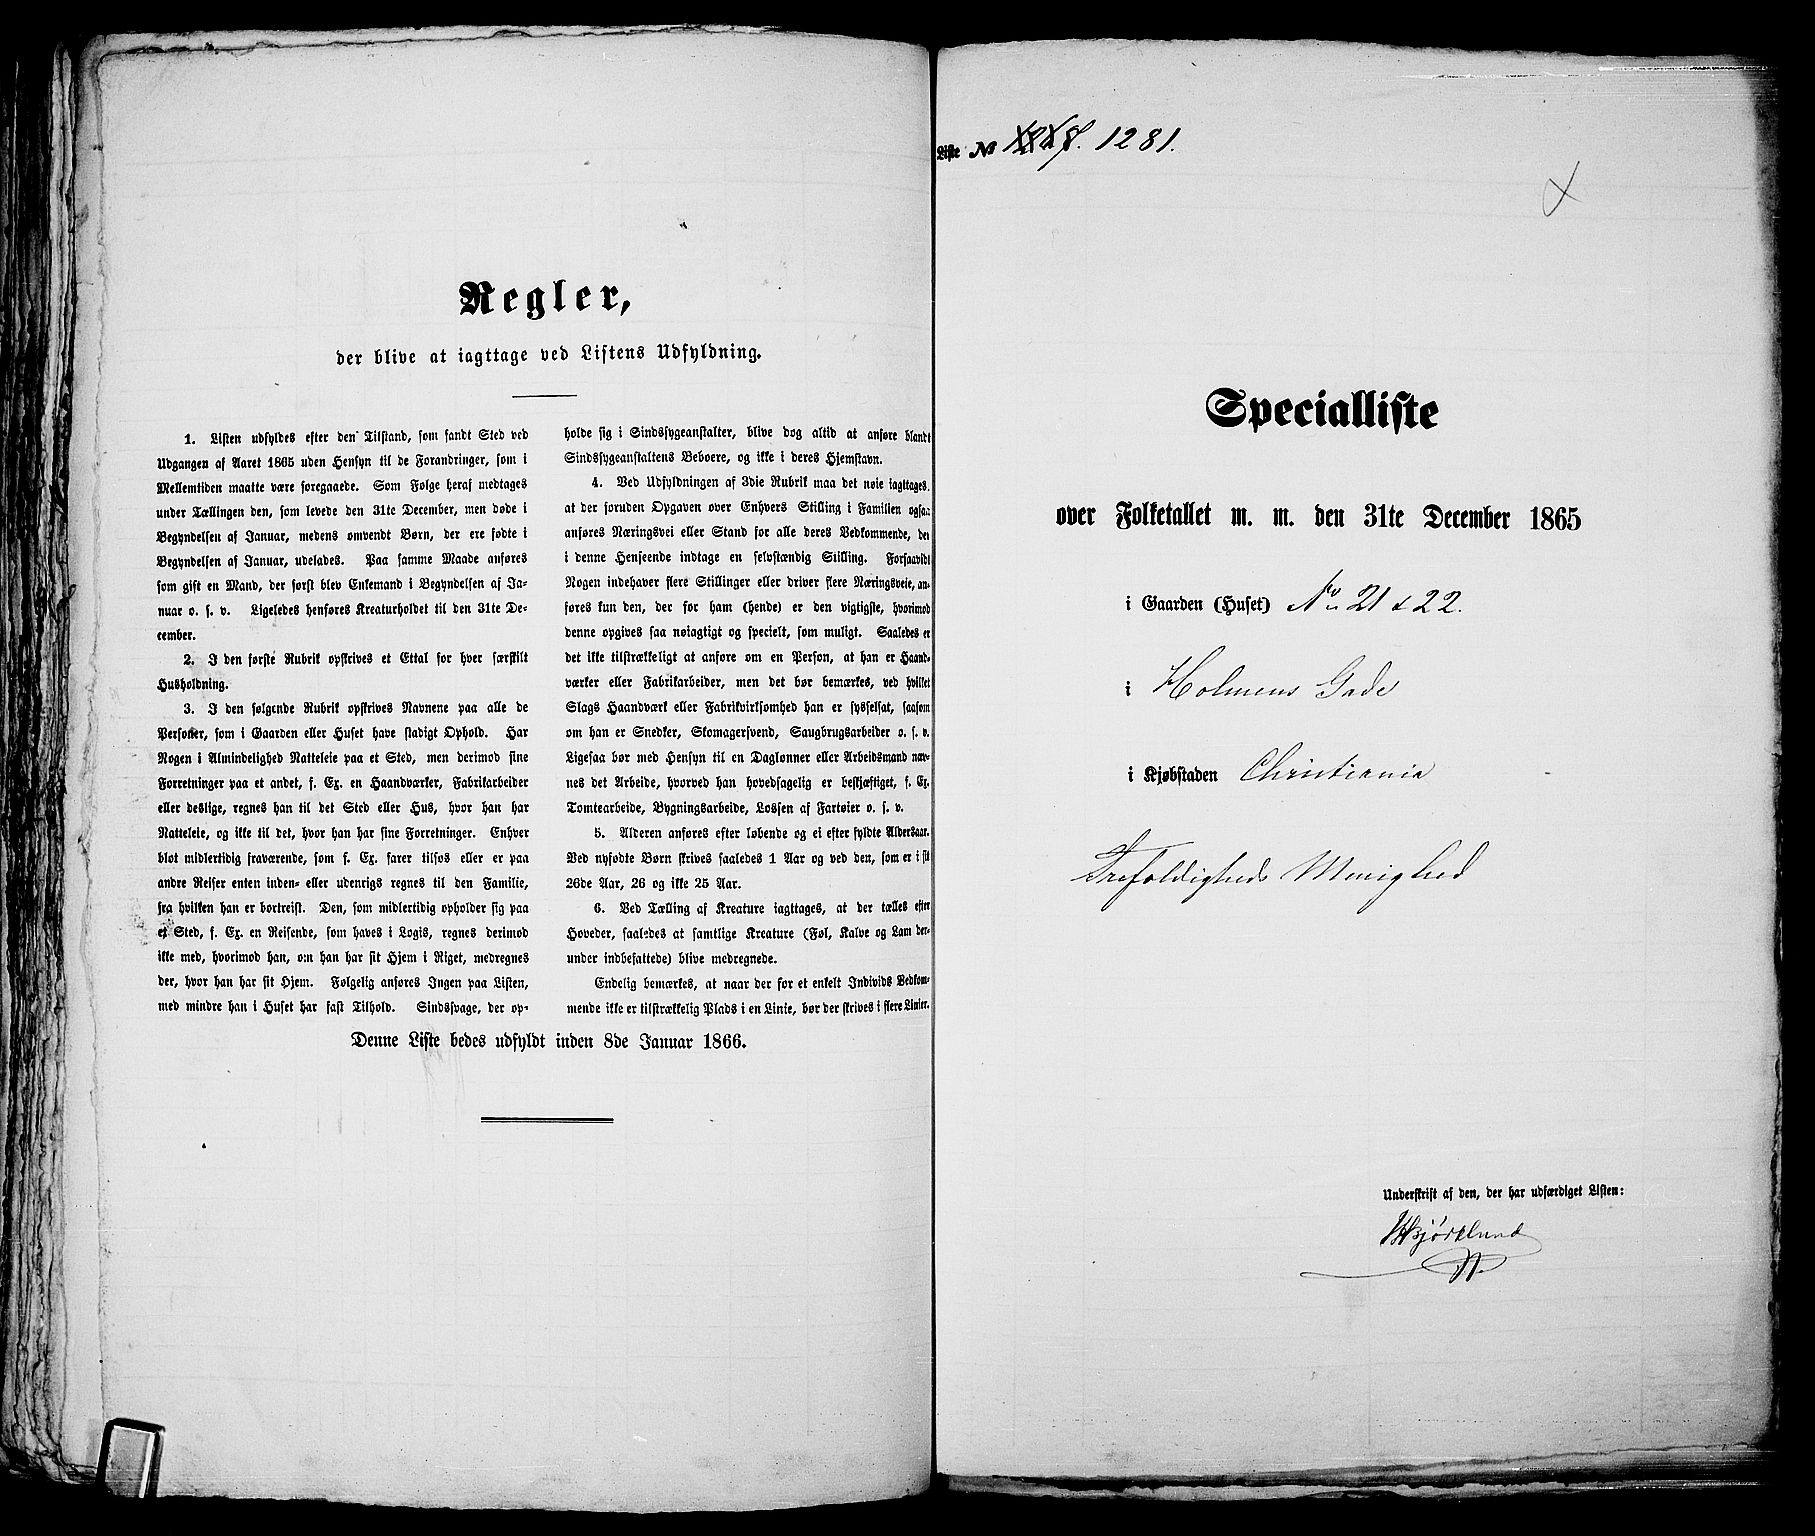 Regler,
der blive at iagttage ved Listens Udfyldning.
1. Listen udfyldes efter den Tilstand, som fandt Sted ved
Udgangen af Aaret 1865 uden Hensyn til de Forandringer, som i
Mellemtiden maatte være foregaaede. Som Følge heraf medtages
under Tællingen den, som levede den 31te December, men døde i
Begyndelsen af Januar, medens omvendt Børn, der ere fødte i
Begyndelsen af Januar, udelades. Paa samme Maade anføres
som gift en Mand, der først blev Enkemand i Begyndelsen af Ja-
nuar o. s. v. Ligeledes henføres Kreaturholdet til den 31te De-
cember.
2. I den første Rubrik opskrives et Ettal for hver særskilt
Husholdning.
3. I den følgende Rubrik opskrives Navnene paa alle de
Personer, som i Gaarden eller Huset have stadigt Ophold. Har
Nogen i Almindelighed Natteleie paa et Sted, men derimod sine
Forretninger paa et andet, f. Ex. en Haandværker, Fabrikarbeider
eller deslige, regnes han til det Sted eller Hus, hvor han har
Natteleie, og ikke til det, hvor han har sine Forretninger. Enhver
blot midlertidig fraværende, som f. Ex. farer tilsøs eller er paa
andre Reiser enten inden- eller udenrigs regnes til den Familie,
fra hvilken han er bortreist. Den, som midlertidig opholder sig paa
et Sted, f. Ex. en Reisende, som haves i Logis, regnes derimod
ikke med, hvorimod han, om han har sit Hjem i Riget, medregnes
der, hvor han har sit Hjem. Følgelig anføres Ingen paa Listen,
med mindre han i Huset har fast Tilhold. Sindssvage, der op-
holde sig i Sindssygeanstalter, blive dog altid at anføre blandt
Sindssygeanstaltens Beboere, og ikke i deres Hjemstavn.
4. Ved Udfyldningen af 3die Rubrik maa det nøie iagttages,
at der foruden Opgaven over Enhvers Stilling i Familien ogsaa
anføres Næringsvei eller Stand for alle deres Vedkommende, der
i denne Henseende indtage en selvstændig Stilling. Forsaavidt
Nogen indehaver flere Stillinger eller driver flere Næringsveie, an-
føres kun den, der for ham (hende) er den vigtigste, hvorimod
denne opgives saa nøiagtigt og specielt, som muligt. Saaledes er
det ikke tilstrækkeligt at anføre om en Person, at han er Haand-
værker eller Fabrikarbeider, men det bør bemærkes, ved hvilket
Slags Haandværk eller Fabrikvirksomhed han er sysselsat, saasom
om han er Snedker, Skomagersvend, Saugbrugsarbeider o. s. v.
Ligesaa bør med Hensyn til en Daglønner eller Arbeidsmand næv-
nes det Arbeide, hvorved han hovedsagelig er beskjæftiget, f. Ex.
Tomtearbeide, Bygningsarbeide, Lossen af Fartøier o. s. v.
5. Alderen anføres efter løbende og ei efter fyldte Aldersaar.
Ved nyfødte Børn skrives saaledes 1 Aar og ved den, som er i sit
26de Aar, 26 og ikke 25 Aar.
6. Ved Tælling af Kreature iagttages, at der tælles efter
Hoveder, saaledes at samtlige Kreature (Føl, Kalve og Lam der-
under indbefattede) blive medregnede.
Endelig bemærkes, at naar der for et enkelt Individs Vedkom-
mende ikke er tilstrækkelig Plads i en Linie, bør der skrives i flere Linier.
Denne Liste bedes udfyldt inden 8de Januar 1866.
Liste No 1281.
Specialliste
over Folketallet m. m. den 31te December 1865
i Gaarden (Huset) No 21 & 22.
i Holmens Gade
i Kjøbstaden Christiania
Trefoldigheds Menighed
Underskrift af den, der har udfærdiget Listen:
Bjørklund